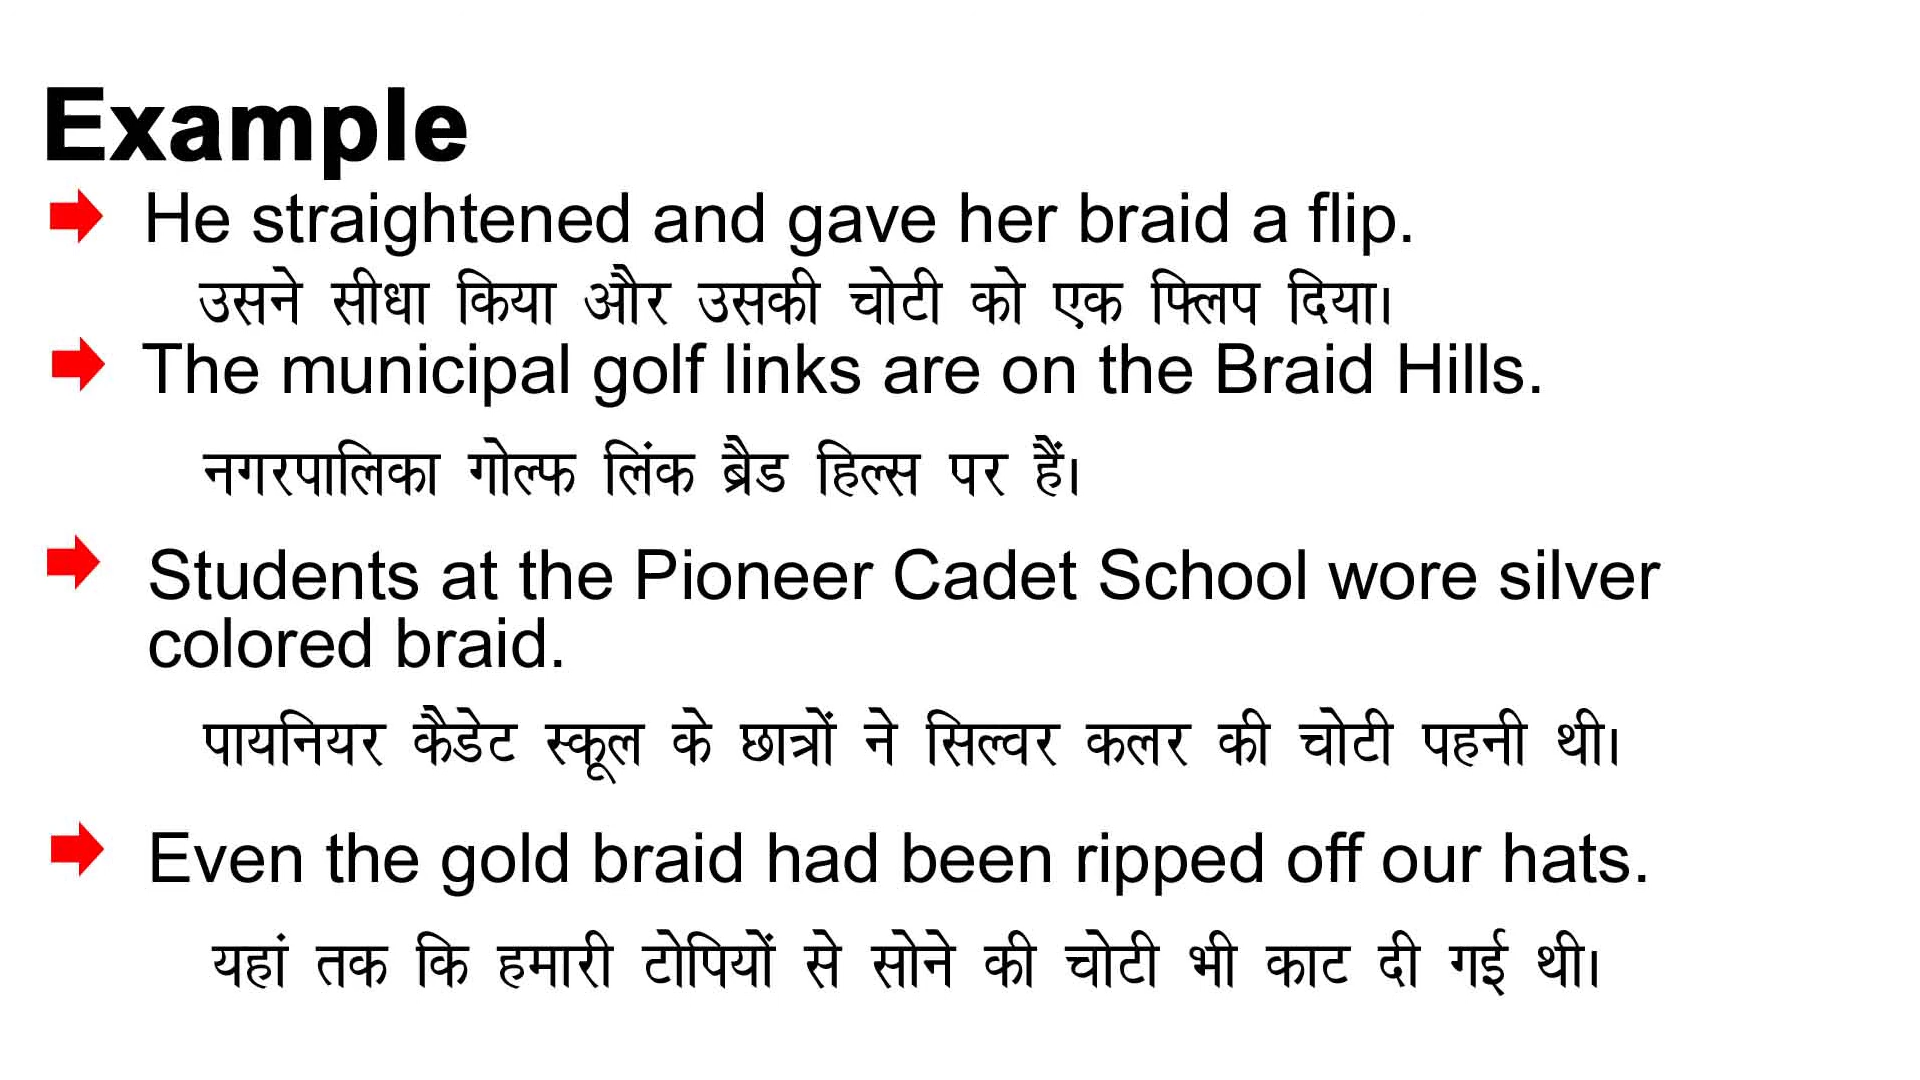 Example
He straightened and gave her braid a flip.
उसने सीधा किया और उसकी चोटी को एक फ्लिप दिया।
The municipal golf links are on the Braid Hills.
नगरपालिका गोल्फ लिंक ब्रैड हिल्स पर हैं।
Students at the Pioneer Cadet School wore silver
colored braid.
पायनियर कैडेट स्कूल के छात्रों ने सिल्वर कलर की चोटी पहनी थी।
Even the gold braid had been ripped off our hats.
यहां तक कि हमारी टोपियों से सोने की चोटी भी काट दी गई थी।